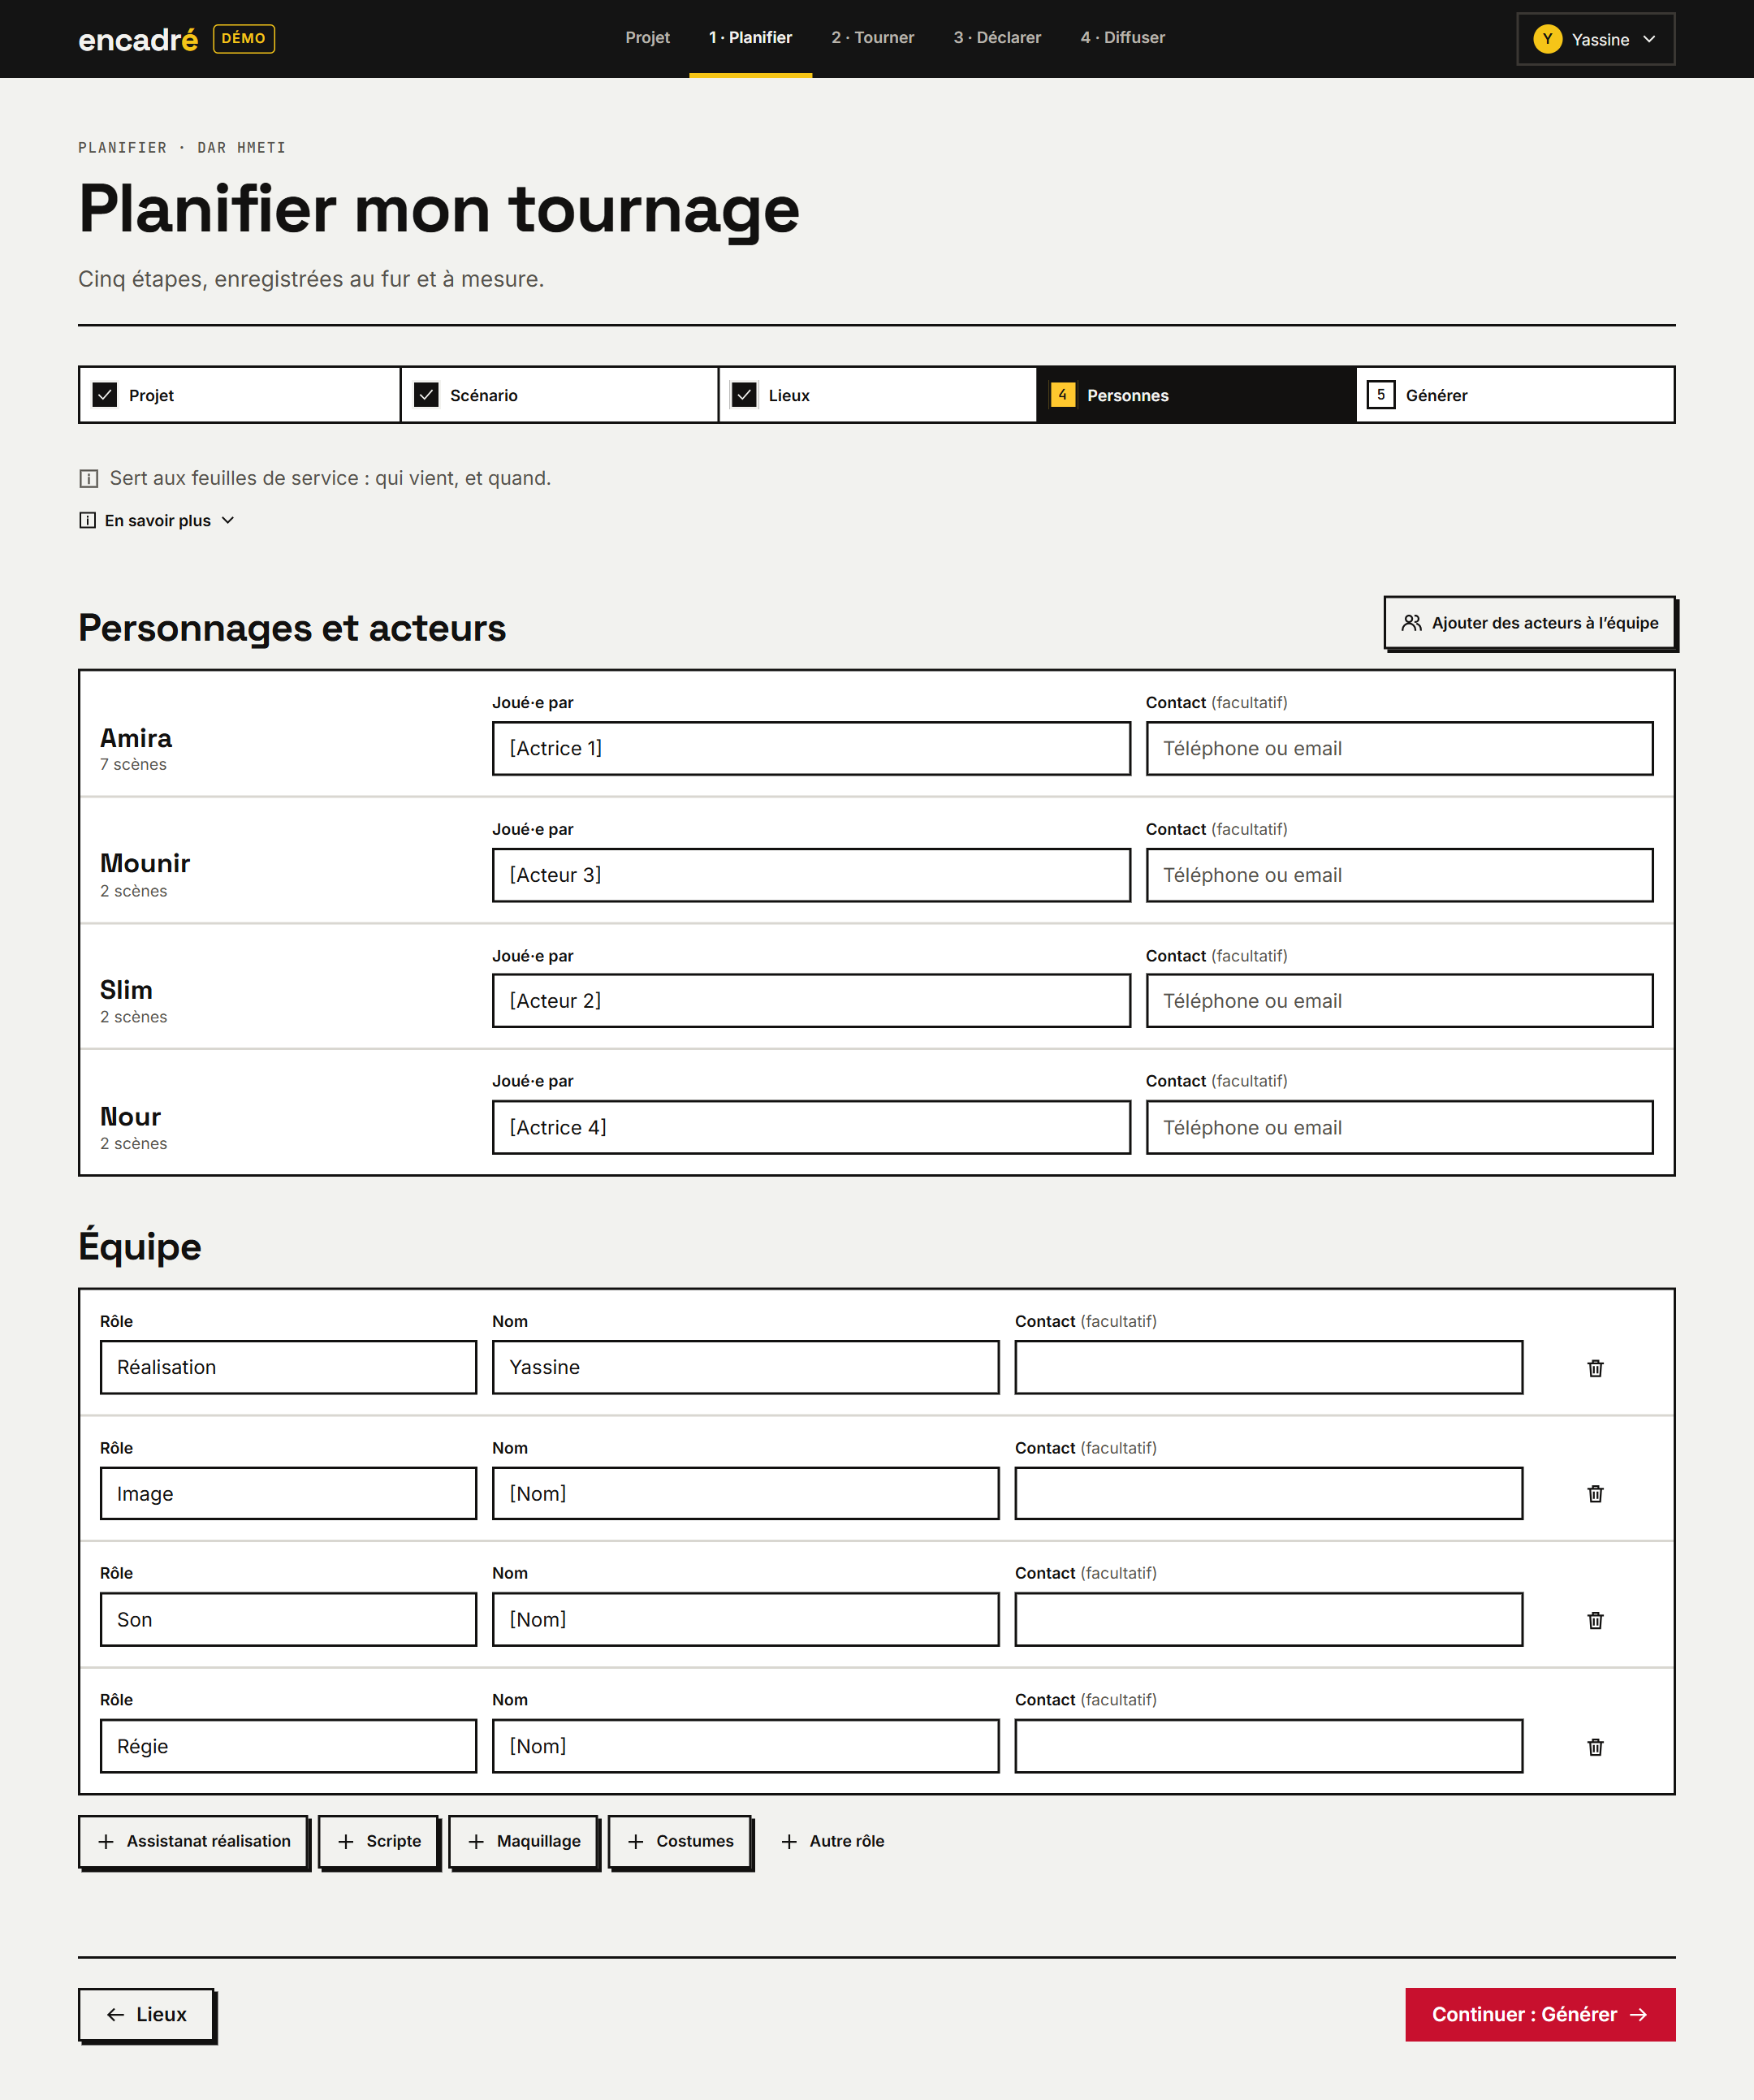 encadré DÉMO
Projet 1 · Planifier 2 · Tourner 3 · Déclarer 4 · Diffuser
Y Yassine
PLANIFIER · DAR HMETI
Planifier mon tournage
Cinq étapes, enregistrées au fur et à mesure.
Projet Scénario Lieux 4 Personnes 5 Générer
Sert aux feuilles de service : qui vient, et quand.
En savoir plus
Personnages et acteurs
Ajouter des acteurs à l’équipe
Joué·e par Contact (facultatif)
Amira [Actrice 1] Téléphone ou email
7 scènes
Joué·e par Contact (facultatif)
Mounir [Acteur 3] Téléphone ou email
2 scènes
Joué·e par Contact (facultatif)
Slim [Acteur 2] Téléphone ou email
2 scènes
Joué·e par Contact (facultatif)
Nour [Actrice 4] Téléphone ou email
2 scènes
Équipe
Rôle Nom Contact (facultatif)
Réalisation Yassine
Rôle Nom Contact (facultatif)
Image [Nom]
Rôle Nom Contact (facultatif)
Son [Nom]
Rôle Nom Contact (facultatif)
Régie [Nom]
+ Assistanat réalisation + Scripte + Maquillage + Costumes + Autre rôle
← Lieux
Continuer : Générer →